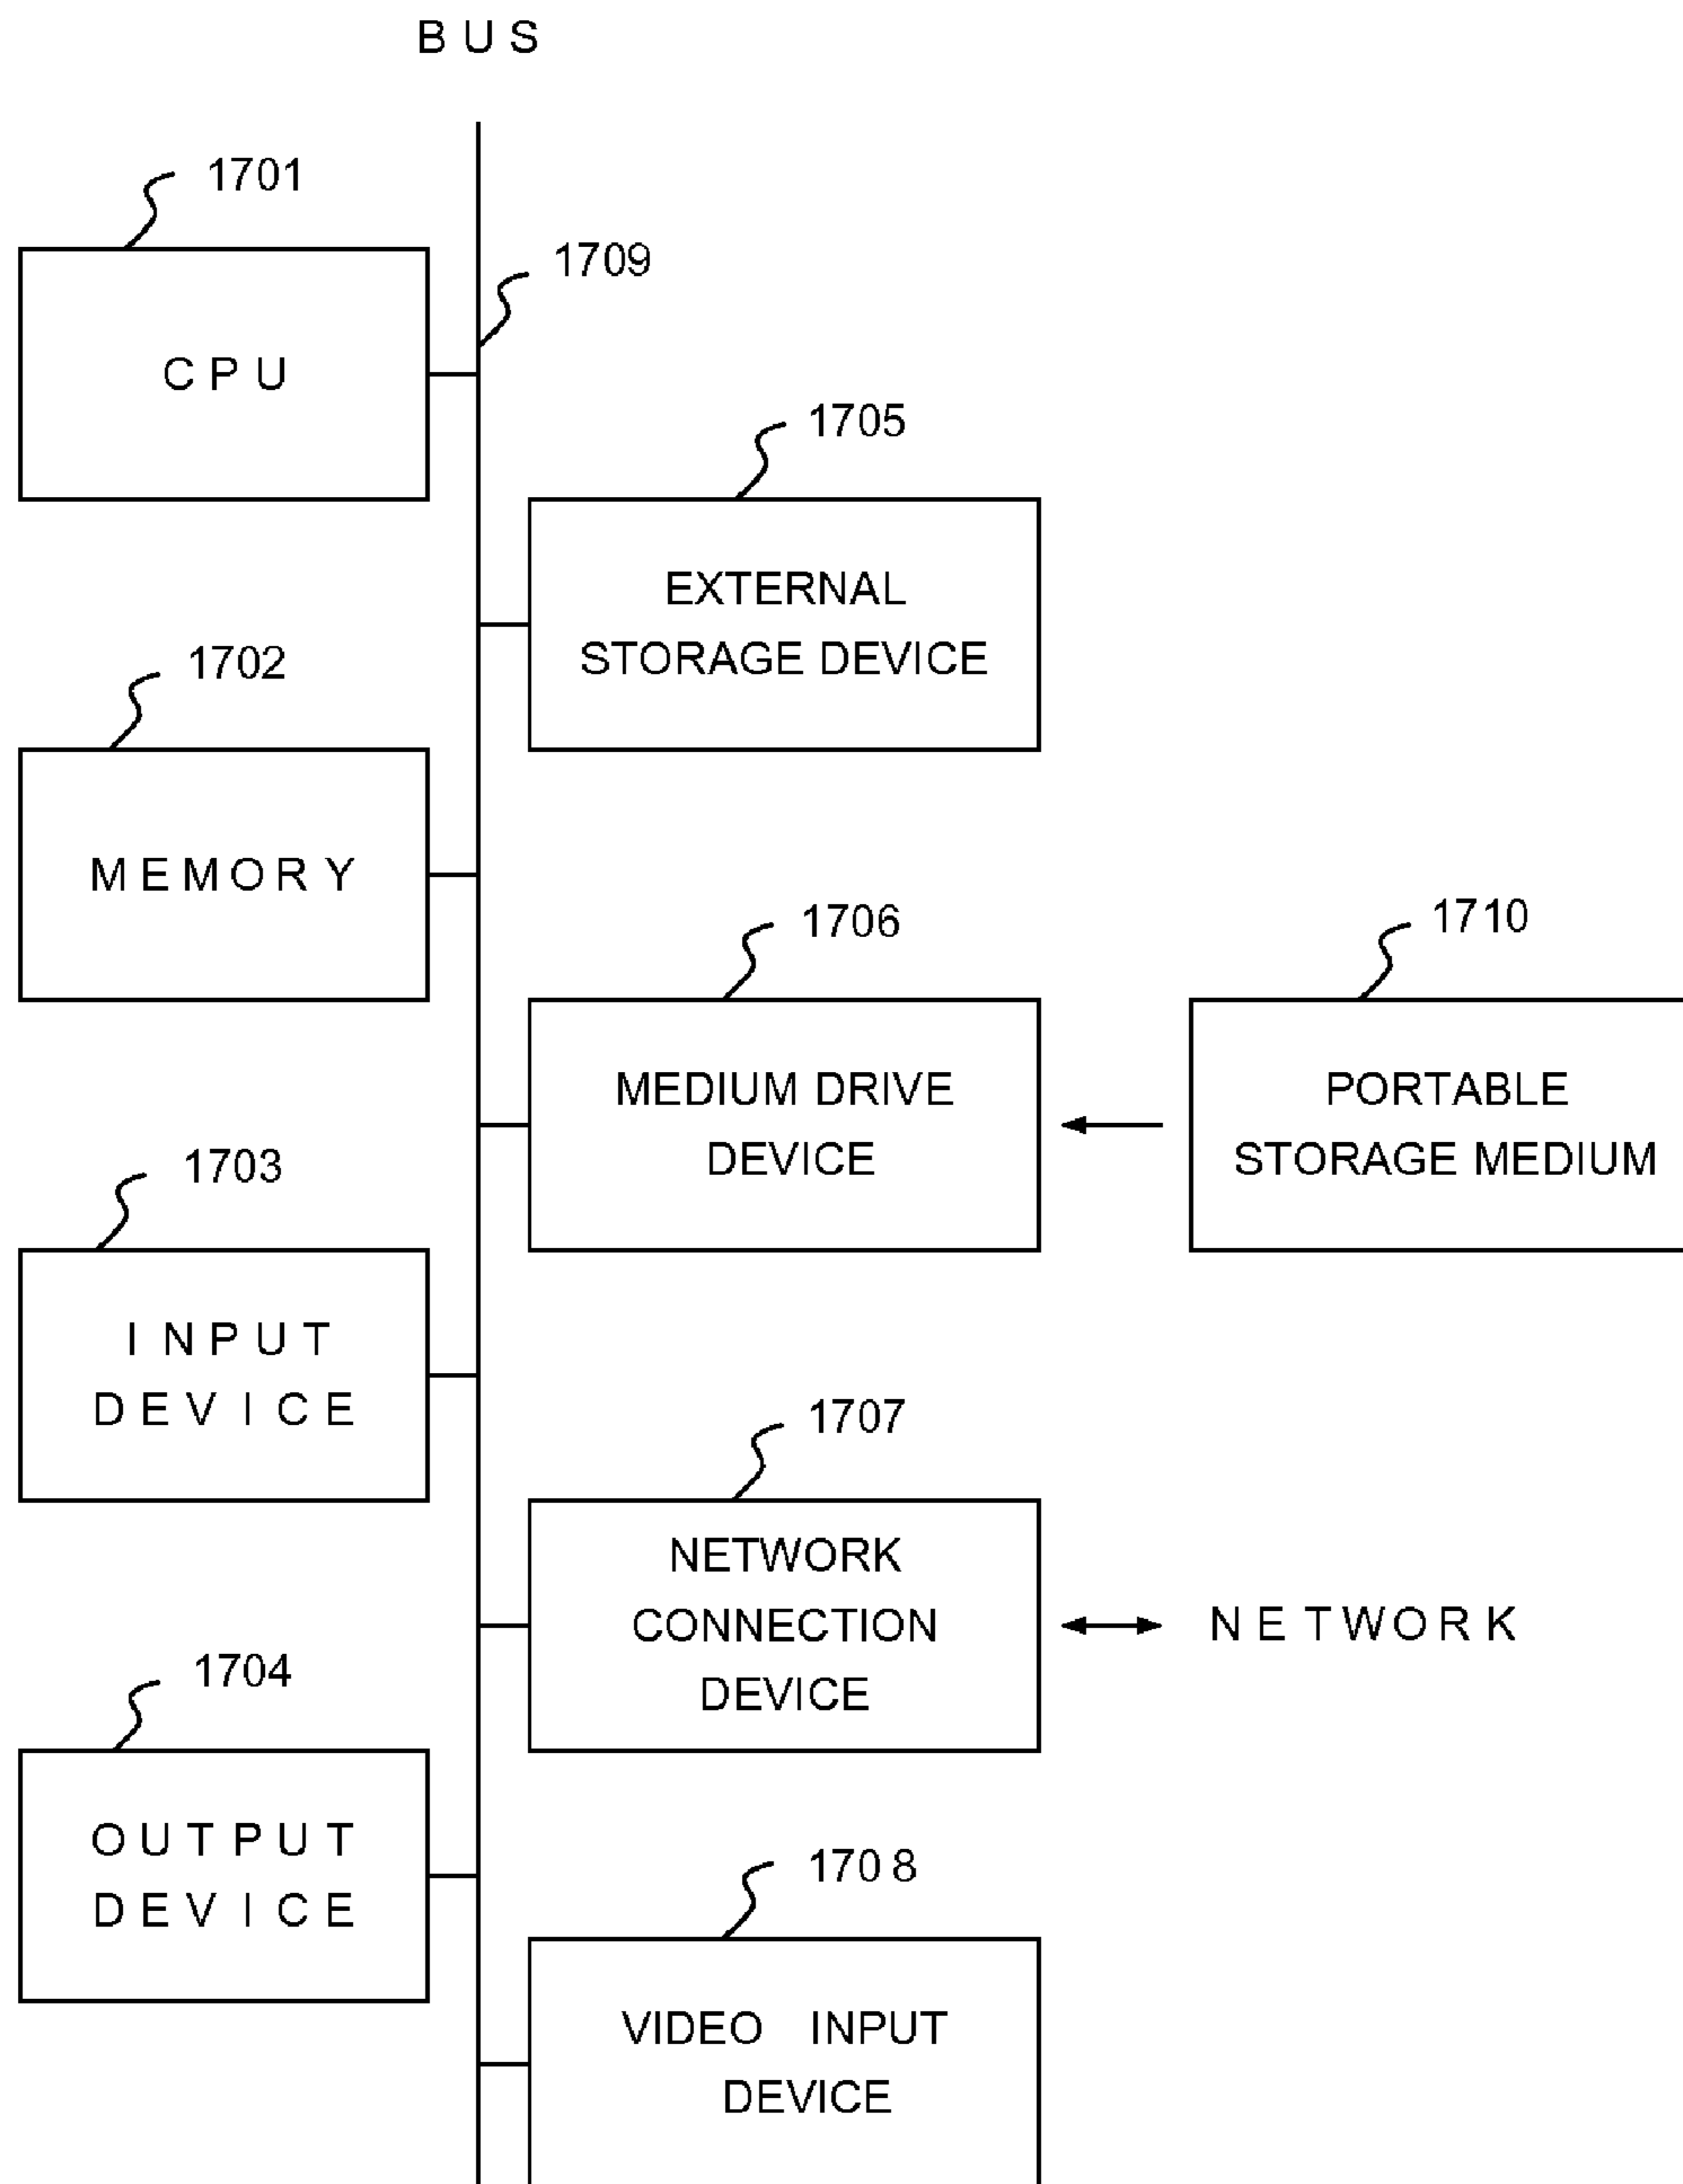 BUS
1701
CPU
1709
1705
EXTERNAL
STORAGE DEVICE
1702
MEMORY
1706
MEDIUM DRIVE
DEVICE
1710
PORTABLE
STORAGE MEDIUM
1703
INPUT
DEVICE
1707
NETWORK
CONNECTION
DEVICE
NETWORK
1704
OUTPUT
DEVICE
1708
VIDEO INPUT
DEVICE